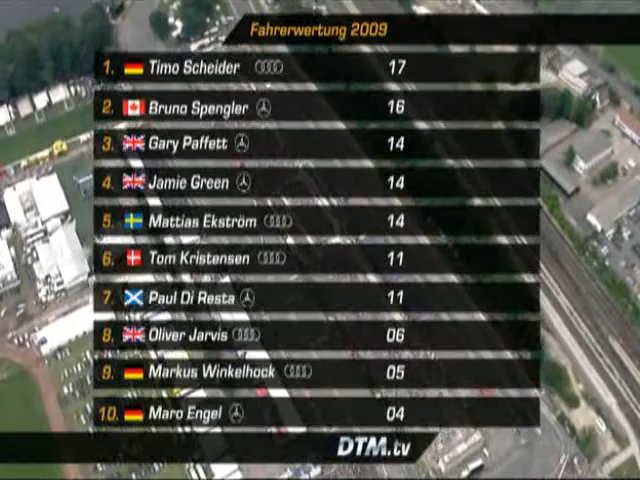 Fahrerwertung 2009
1. Timo Scheider 17
2. Bruno Spengler 16
3. Gary Paffett 14
4. Jamie Green 14
5. Mattias Ekström 14
6. Tom Kristensen 11
7. Paul Di Resta 11
8. Oliver Jarvis 06
9. Markus Winkelhock 05
10. Maro Engel 04
DTM.tv